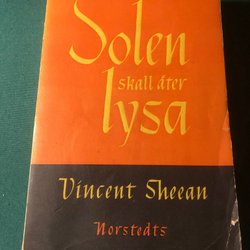 Solen
skall åter
lysa
Vincent Sheean
Norstedts